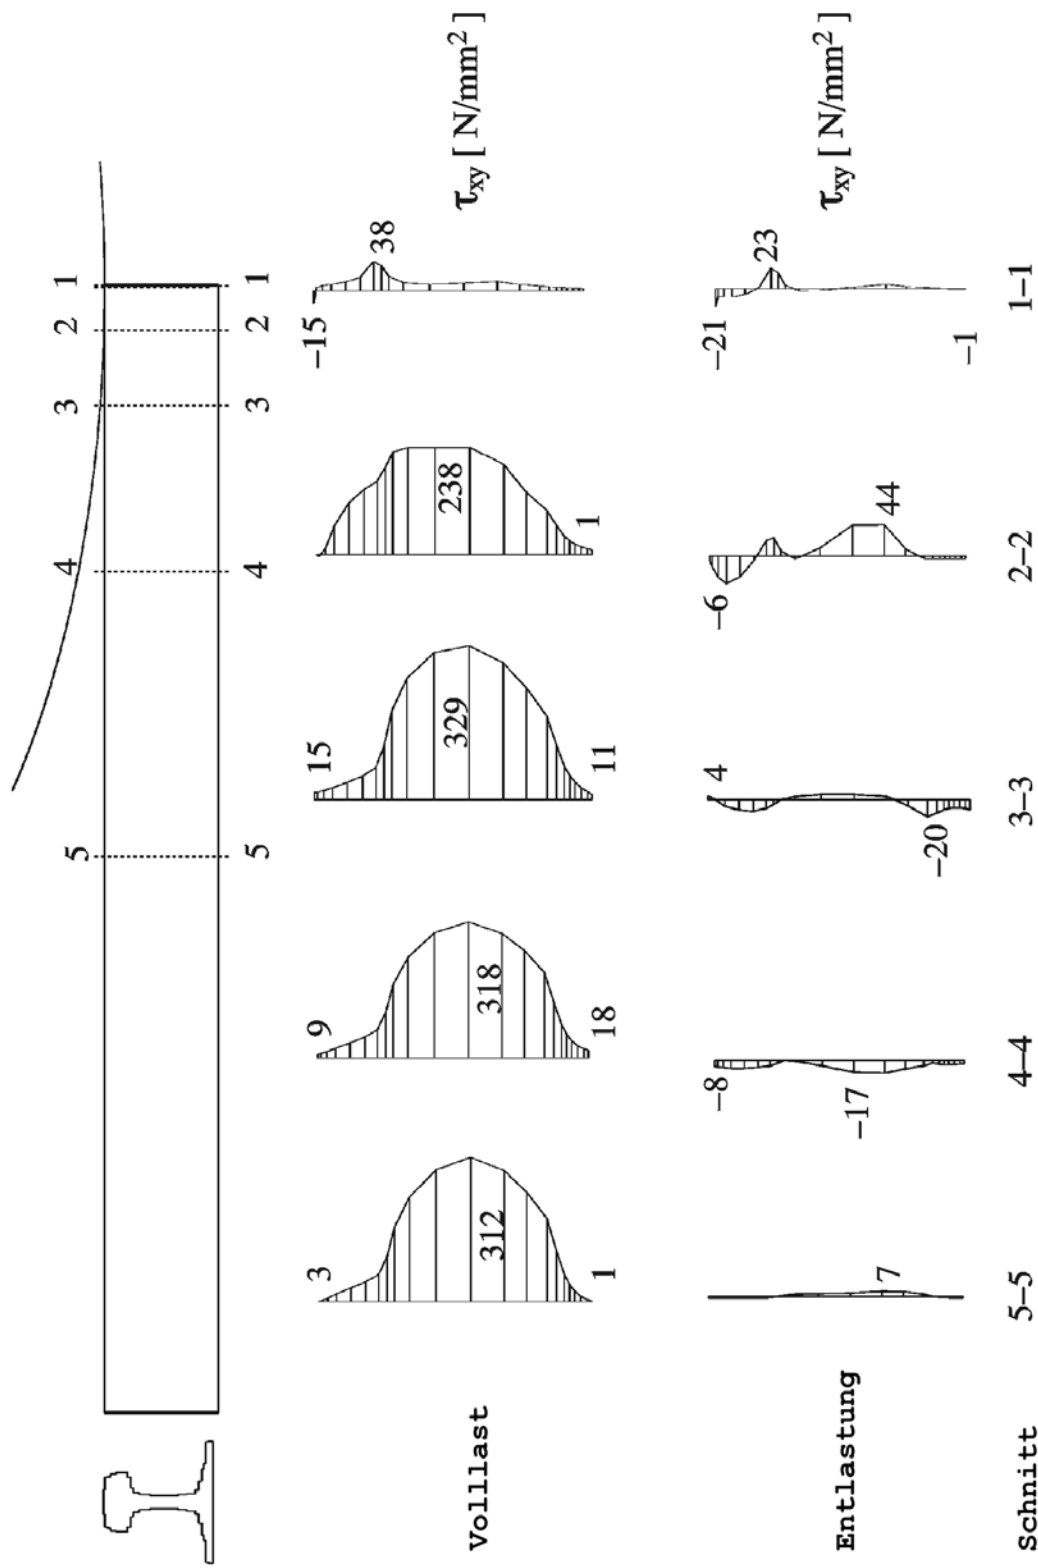 5 4 3 2 1
5 4 3 2 1
3 9 15 −15
312 318 329 238 38
1 18 11 1
Volllast
τxy [ N/mm² ]
−8 4 −6 −21
7 −17 −20 44 23 −1
Entlastung
τxy [ N/mm² ]
Schnitt 5−5 4−4 3−3 2−2 1−1